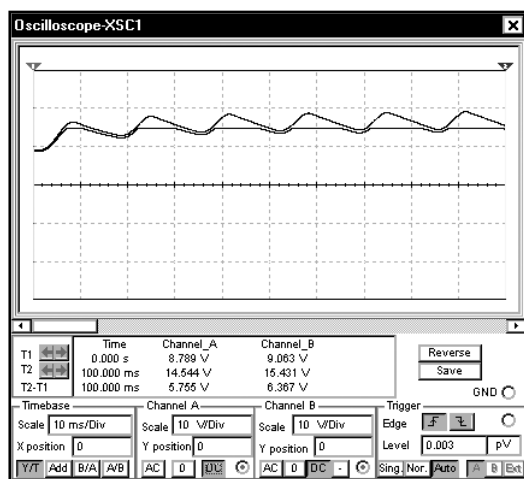 Oscilloscope-XSC1
Time Channel_A Channel_B
T1 0.000 s 8.789 V 9.063 V
T2 100.000 ms 14.544 V 15.431 V
T2-T1 100.000 ms 5.755 V 6.367 V
Reverse
Save
GND
Timebase
Scale 10 ms/Div
X position 0
Y/T Add B/A A/B
Channel A
Scale 10 V/Div
Y position 0
AC 0 DC
Channel B
Scale 10 V/Div
Y position 0
AC 0 DC -
Trigger
Edge
Level 0.003 pV
Sing. Nor. Auto A B Ext